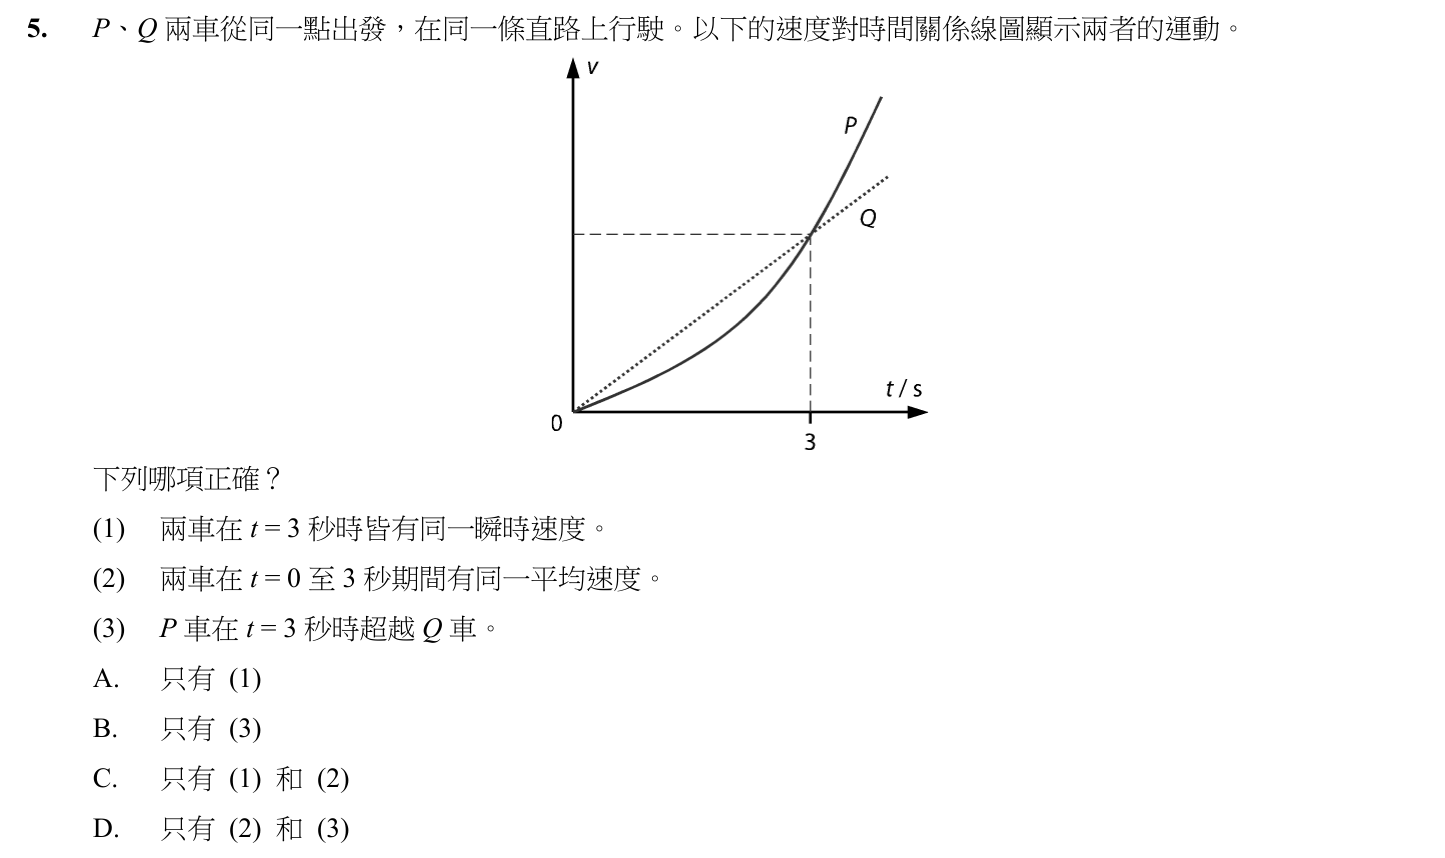 5. P、Q 兩車從同一點出發，在同一條直路上行駛。以下的速度對時間關係線圖顯示兩者的運動。
v
P
Q
t / s
0
3
下列哪項正確？
(1) 兩車在 t = 3 秒時皆有同一瞬時速度。
(2) 兩車在 t = 0 至 3 秒期間有同一平均速度。
(3) P 車在 t = 3 秒時超越 Q 車。
A. 只有 (1)
B. 只有 (3)
C. 只有 (1) 和 (2)
D. 只有 (2) 和 (3)